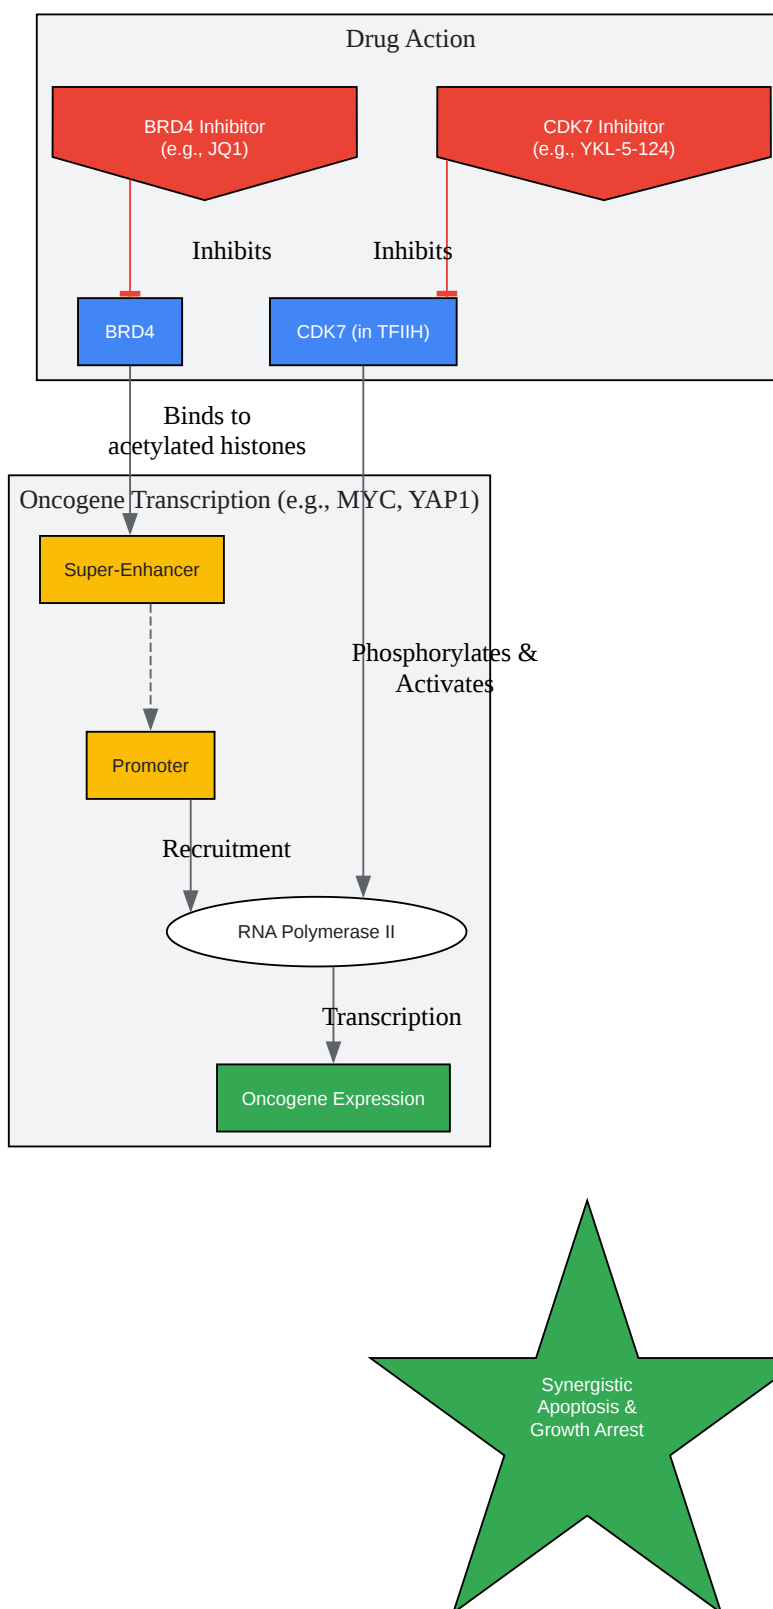 Drug Action
BRD4 Inhibitor
(e.g., JQ1)
CDK7 Inhibitor
(e.g., YKL-5-124)
Inhibits
Inhibits
BRD4
CDK7 (in TFIIH)
Binds to
acetylated histones
Oncogene Transcription (e.g., MYC, YAP1)
Super-Enhancer
Phosphorylates &
Activates
Promoter
Recruitment
RNA Polymerase II
Transcription
Oncogene Expression
Synergistic
Apoptosis &
Growth Arrest